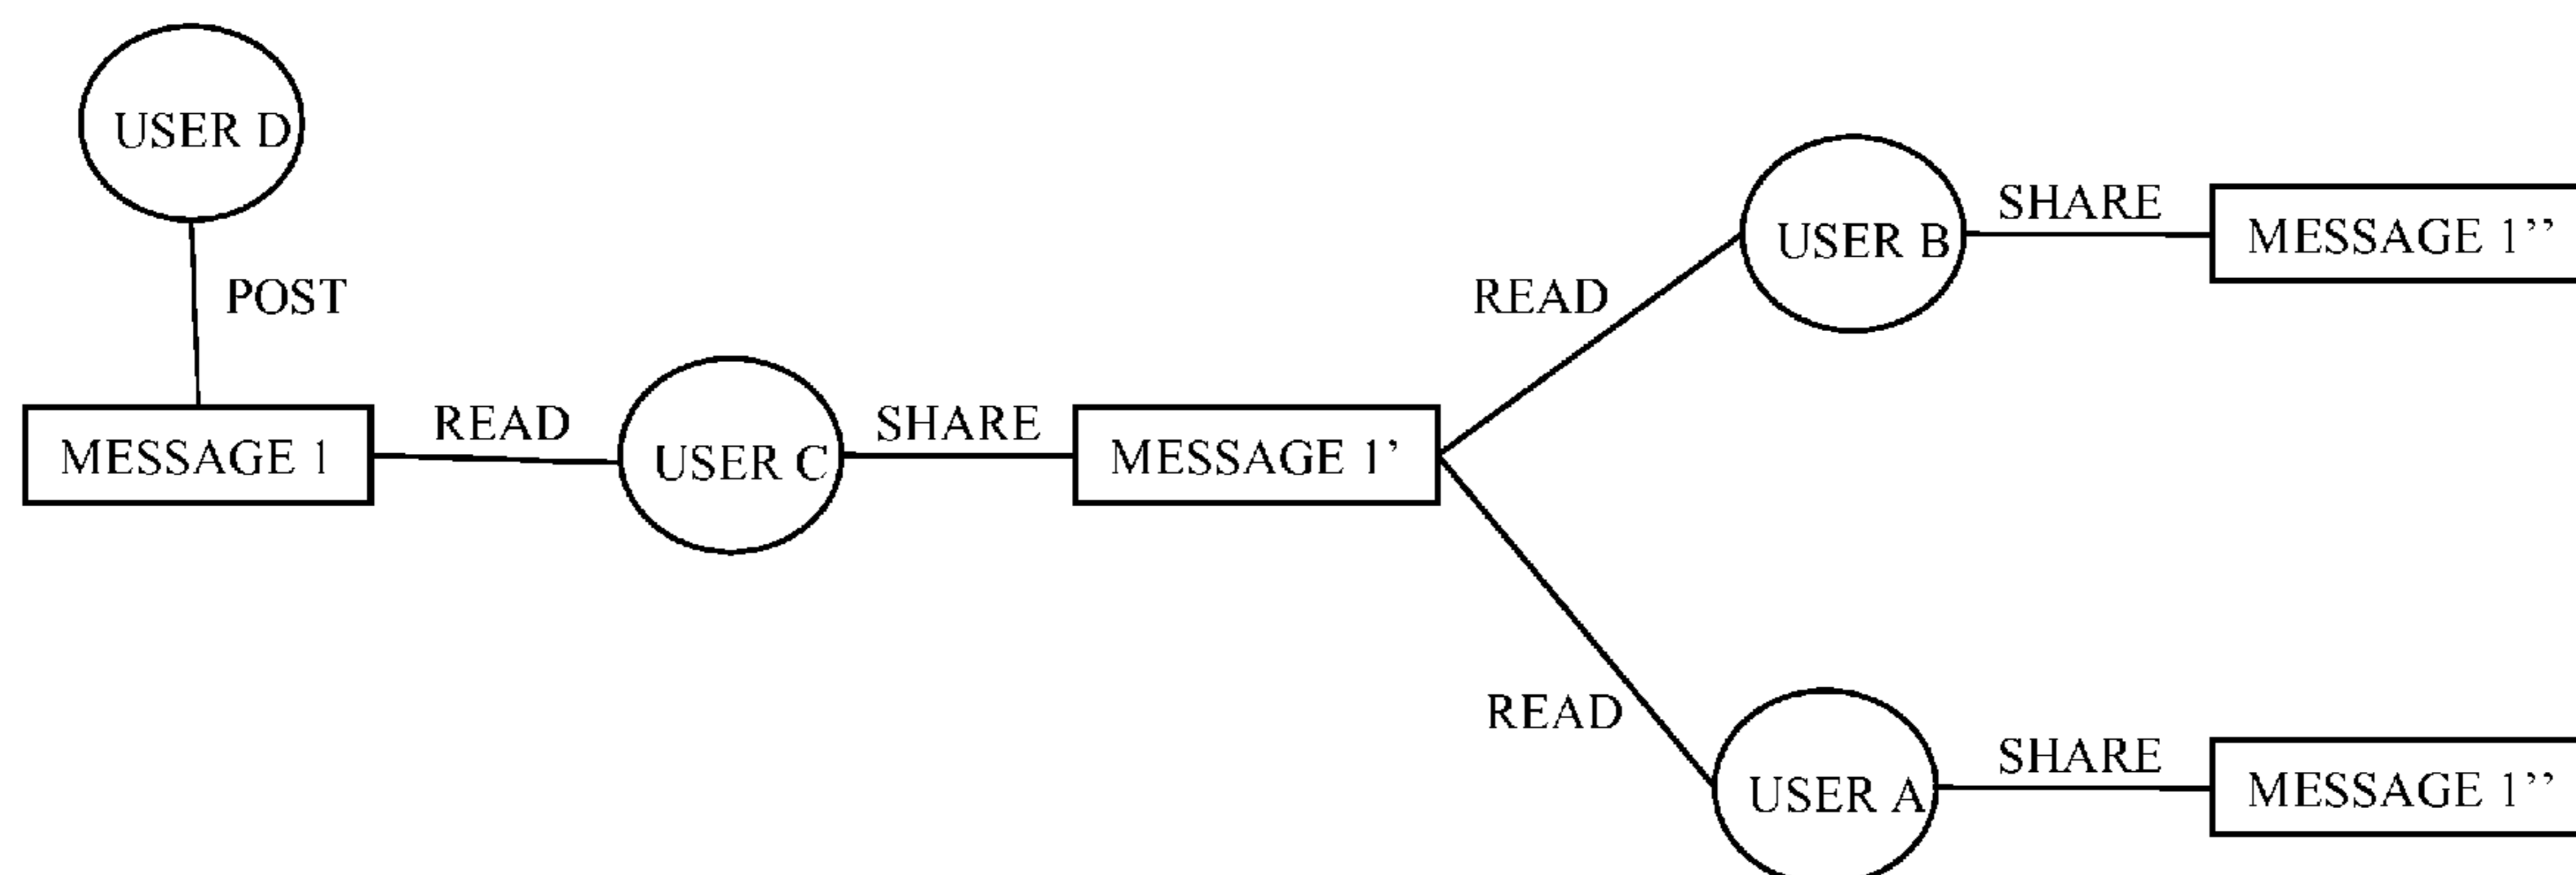 USER D
POST
MESSAGE 1
READ
USER C
SHARE
MESSAGE 1’
READ
USER B
SHARE
MESSAGE 1’’
READ
USER A
SHARE
MESSAGE 1’’